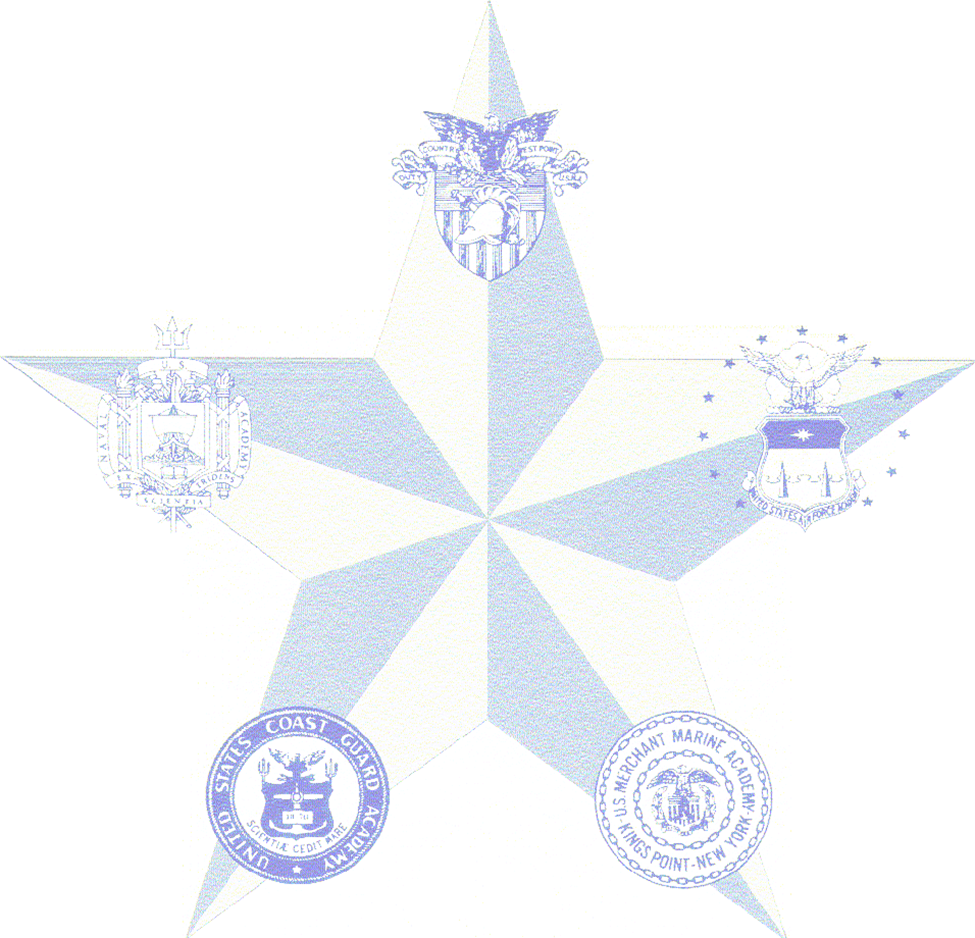 COUNTRY
WEST POINT
DUTY
U.S.M.A.
NAVAL ACADEMY
U.S.
EX
TRIDENS
SCIENTIA
UNITED STATES AIR FORCE ACADEMY
UNITED STATES COAST GUARD ACADEMY
SCIENTIÆ CEDIT MARE
U.S. MERCHANT MARINE ACADEMY
·KINGS POINT-NEW YORK·